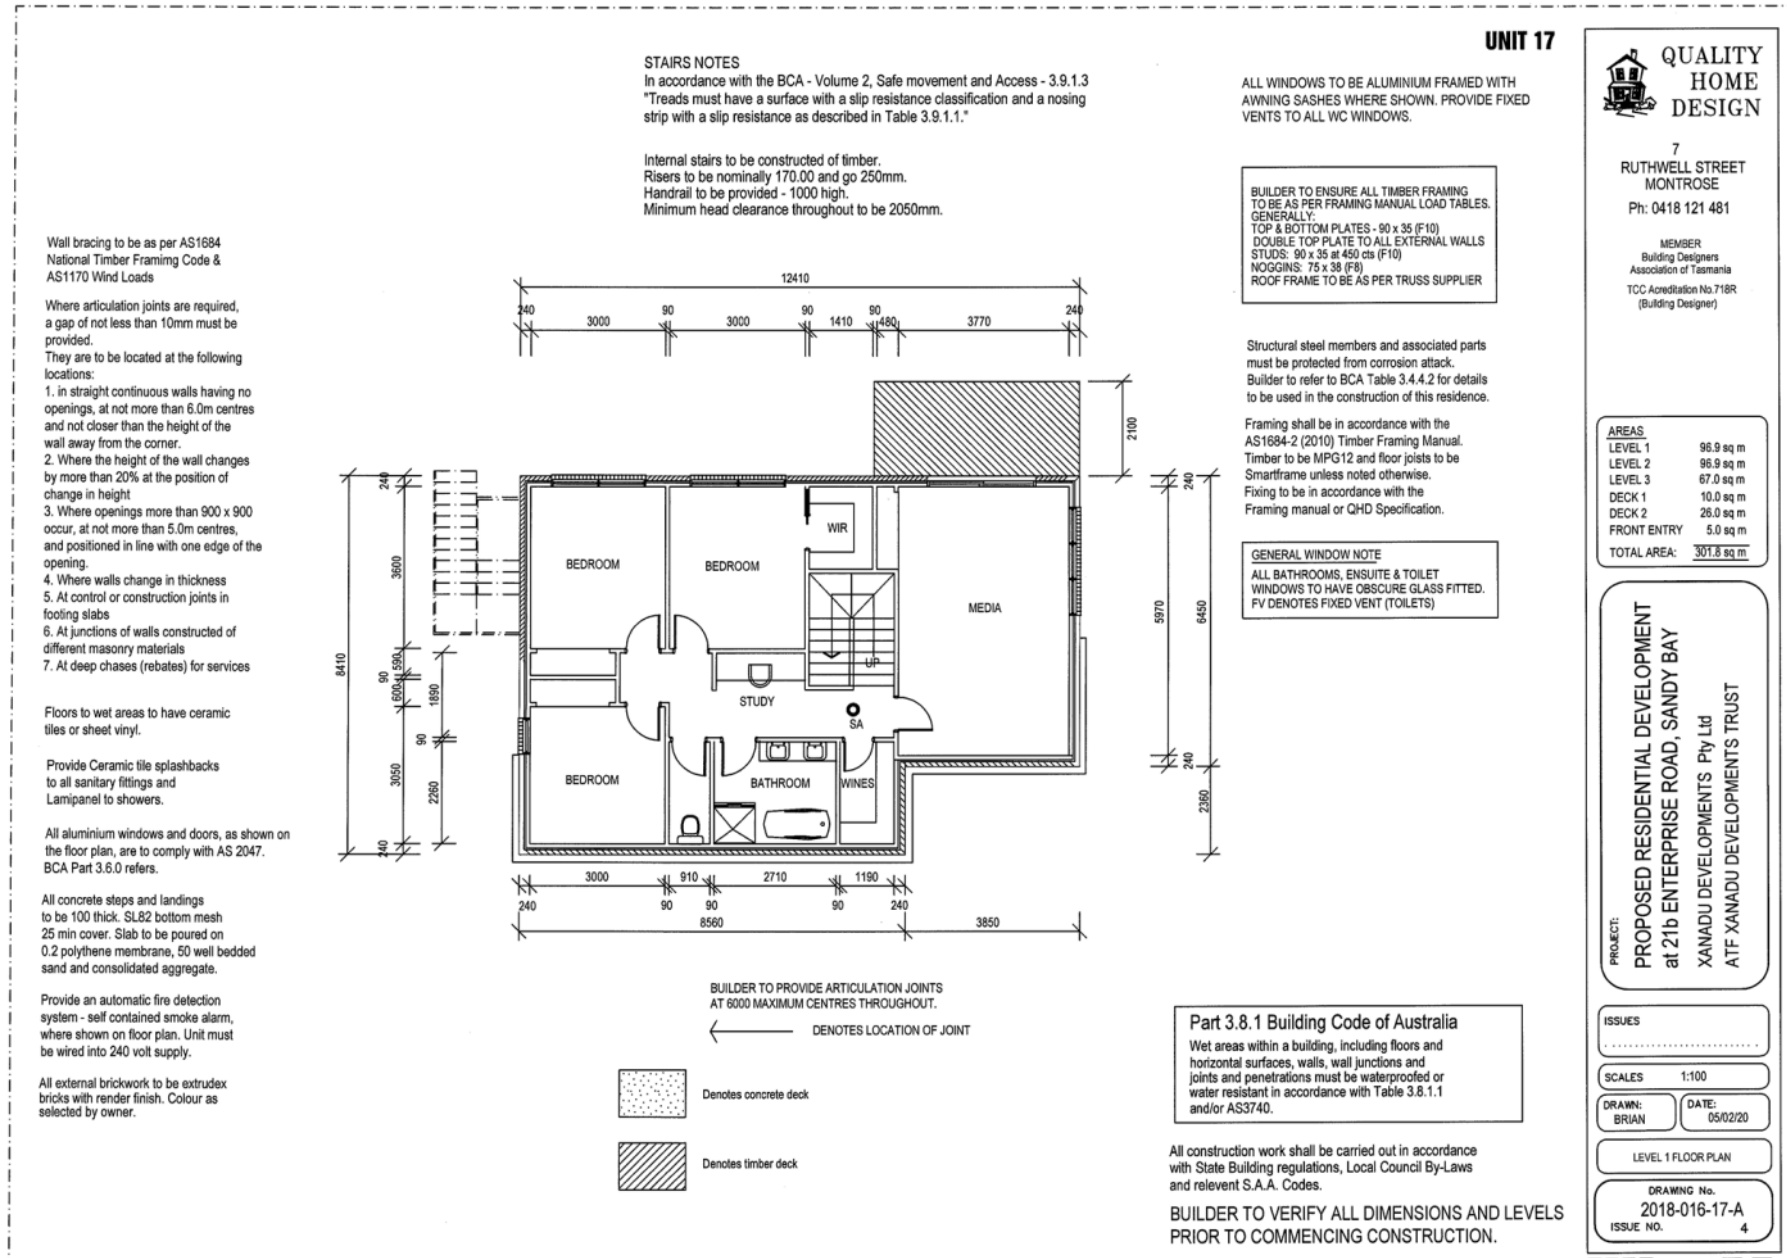 UNIT 17
STAIRS NOTES
In accordance with the BCA - Volume 2, Safe movement and Access - 3.9.1.3
"Treads must have a surface with a slip resistance classification and a nosing
strip with a slip resistance as described in Table 3.9.1.1."
Internal stairs to be constructed of timber.
Risers to be nominally 170.00 and go 250mm.
Handrail to be provided - 1000 high.
Minimum head clearance throughout to be 2050mm.
Wall bracing to be as per AS1684
National Timber Framimg Code &
AS1170 Wind Loads
Where articulation joints are required,
a gap of not less than 10mm must be
provided.
They are to be located at the following
locations:
1. in straight continuous walls having no
openings, at not more than 6.0m centres
and not closer than the height of the
wall away from the corner.
2. Where the height of the wall changes
by more than 20% at the position of
change in height
3. Where openings more than 900 x 900
occur, at not more than 5.0m centres,
and positioned in line with one edge of the
opening.
4. Where walls change in thickness
5. At control or construction joints in
footing slabs
6. At junctions of walls constructed of
different masonry materials
7. At deep chases (rebates) for services
Floors to wet areas to have ceramic
tiles or sheet vinyl.
Provide Ceramic tile splashbacks
to all sanitary fittings and
Lamipanel to showers.
All aluminium windows and doors, as shown on
the floor plan, are to comply with AS 2047.
BCA Part 3.6.0 refers.
All concrete steps and landings
to be 100 thick. SL82 bottom mesh
25 min cover. Slab to be poured on
0.2 polythene membrane, 50 well bedded
sand and consolidated aggregate.
Provide an automatic fire detection
system - self contained smoke alarm,
where shown on floor plan. Unit must
be wired into 240 volt supply.
All external brickwork to be extrudex
bricks with render finish. Colour as
selected by owner.
12410
240 3000 90 3000 90 1410 90 480 3770 240
2100
8410
240
3600
590
90
600
3050
240
1890
90
2260
BEDROOM
BEDROOM
WIR
MEDIA
UP
STUDY
SA
BEDROOM
BATHROOM
WINES
240
5970
6450
240
2360
3000 910 2710 1190
240 90 90 90 240
8560 3850
BUILDER TO PROVIDE ARTICULATION JOINTS
AT 6000 MAXIMUM CENTRES THROUGHOUT.
DENOTES LOCATION OF JOINT
Denotes concrete deck
Denotes timber deck
ALL WINDOWS TO BE ALUMINIUM FRAMED WITH
AWNING SASHES WHERE SHOWN. PROVIDE FIXED
VENTS TO ALL WC WINDOWS.
BUILDER TO ENSURE ALL TIMBER FRAMING
TO BE AS PER FRAMING MANUAL LOAD TABLES.
GENERALLY:
TOP & BOTTOM PLATES - 90 x 35 (F10)
DOUBLE TOP PLATE TO ALL EXTERNAL WALLS
STUDS: 90 x 35 at 450 cts (F10)
NOGGINS: 75 x 38 (F8)
ROOF FRAME TO BE AS PER TRUSS SUPPLIER
Structural steel members and associated parts
must be protected from corrosion attack.
Builder to refer to BCA Table 3.4.4.2 for details
to be used in the construction of this residence.
Framing shall be in accordance with the
AS1684-2 (2010) Timber Framing Manual.
Timber to be MPG12 and floor joists to be
Smartframe unless noted otherwise.
Fixing to be in accordance with the
Framing manual or QHD Specification.
GENERAL WINDOW NOTE
ALL BATHROOMS, ENSUITE & TOILET
WINDOWS TO HAVE OBSCURE GLASS FITTED.
FV DENOTES FIXED VENT (TOILETS)
Part 3.8.1 Building Code of Australia
Wet areas within a building, including floors and
horizontal surfaces, walls, wall junctions and
joints and penetrations must be waterproofed or
water resistant in accordance with Table 3.8.1.1
and/or AS3740.
All construction work shall be carried out in accordance
with State Building regulations, Local Council By-Laws
and relevent S.A.A. Codes.
BUILDER TO VERIFY ALL DIMENSIONS AND LEVELS
PRIOR TO COMMENCING CONSTRUCTION.
QUALITY
HOME
DESIGN
7
RUTHWELL STREET
MONTROSE
Ph: 0418 121 481
MEMBER
Building Designers
Association of Tasmania
TCC Acreditation No.718R
(Building Designer)
AREAS
LEVEL 1 96.9 sq m
LEVEL 2 96.9 sq m
LEVEL 3 67.0 sq m
DECK 1 10.0 sq m
DECK 2 26.0 sq m
FRONT ENTRY 5.0 sq m
TOTAL AREA: 301.8 sq m
PROJECT:
PROPOSED RESIDENTIAL DEVELOPMENT
at 21b ENTERPRISE ROAD, SANDY BAY
XANADU DEVELOPMENTS Pty Ltd
ATF XANADU DEVELOPMENTS TRUST
ISSUES
SCALES 1:100
DRAWN:
BRIAN
DATE:
05/02/20
LEVEL 1 FLOOR PLAN
DRAWING No.
2018-016-17-A
ISSUE NO. 4